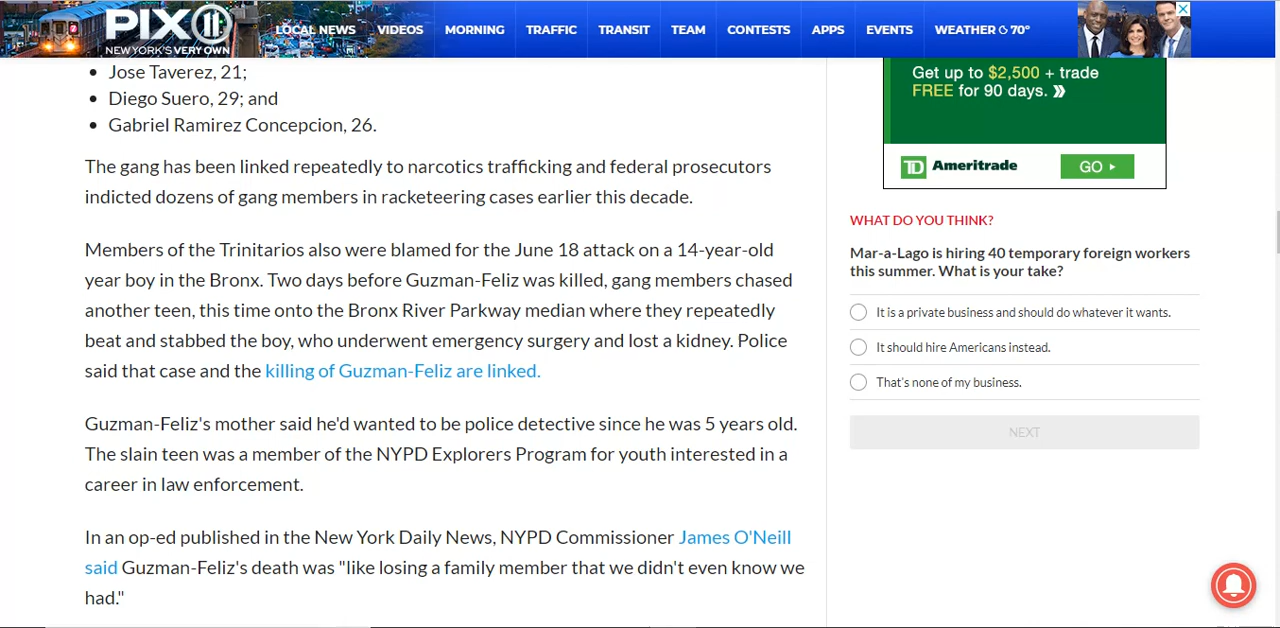 PIX 11
NEW YORK'S VERY OWN
LOCAL NEWS VIDEOS MORNING TRAFFIC TRANSIT TEAM CONTESTS APPS EVENTS WEATHER 70°
Jose Taverez, 21;
Diego Suero, 29; and
Gabriel Ramirez Concepcion, 26.
The gang has been linked repeatedly to narcotics trafficking and federal prosecutors
indicted dozens of gang members in racketeering cases earlier this decade.
Members of the Trinitarios also were blamed for the June 18 attack on a 14-year-old
year boy in the Bronx. Two days before Guzman-Feliz was killed, gang members chased
another teen, this time onto the Bronx River Parkway median where they repeatedly
beat and stabbed the boy, who underwent emergency surgery and lost a kidney. Police
said that case and the killing of Guzman-Feliz are linked.
Guzman-Feliz's mother said he'd wanted to be police detective since he was 5 years old.
The slain teen was a member of the NYPD Explorers Program for youth interested in a
career in law enforcement.
In an op-ed published in the New York Daily News, NYPD Commissioner James O'Neill
said Guzman-Feliz's death was "like losing a family member that we didn't even know we
had."
Get up to $2,500 + trade
FREE for 90 days.
TD Ameritrade
GO
WHAT DO YOU THINK?
Mar-a-Lago is hiring 40 temporary foreign workers
this summer. What is your take?
It is a private business and should do whatever it wants.
It should hire Americans instead.
That's none of my business.
NEXT